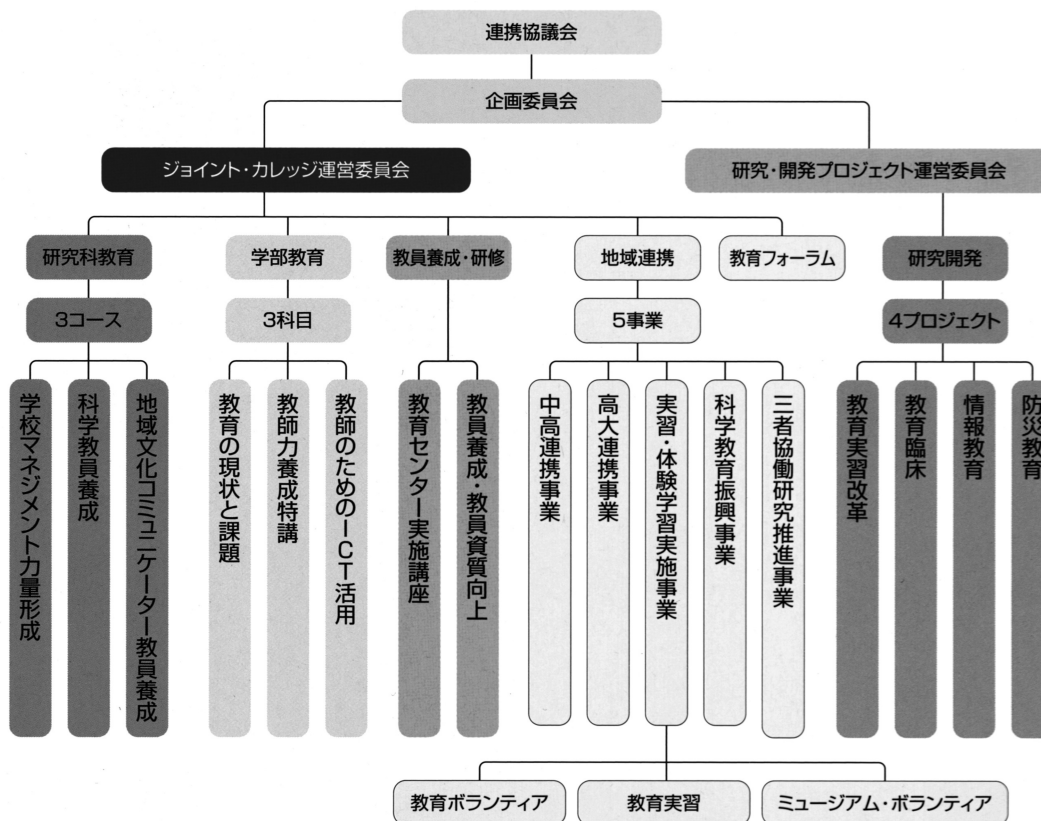 連携協議会
企画委員会
ジョイント・カレッジ運営委員会
研究・開発プロジェクト運営委員会
研究科教育
学部教育
教員養成・研修
地域連携
教育フォーラム
研究開発
3コース
3科目
5事業
4プロジェクト
学校マネジメント力量形成
科学教員養成
地域文化コミュニケーター教員養成
教育の現状と課題
教師力養成特講
教師のためのICT活用
教育センター実施講座
教員養成・教員資質向上
中高連携事業
高大連携事業
実習・体験学習実施事業
科学教育振興事業
三者協働研究推進事業
教育実習改革
教育臨床
情報教育
防災教育
教育ボランティア
教育実習
ミュージアム・ボランティア